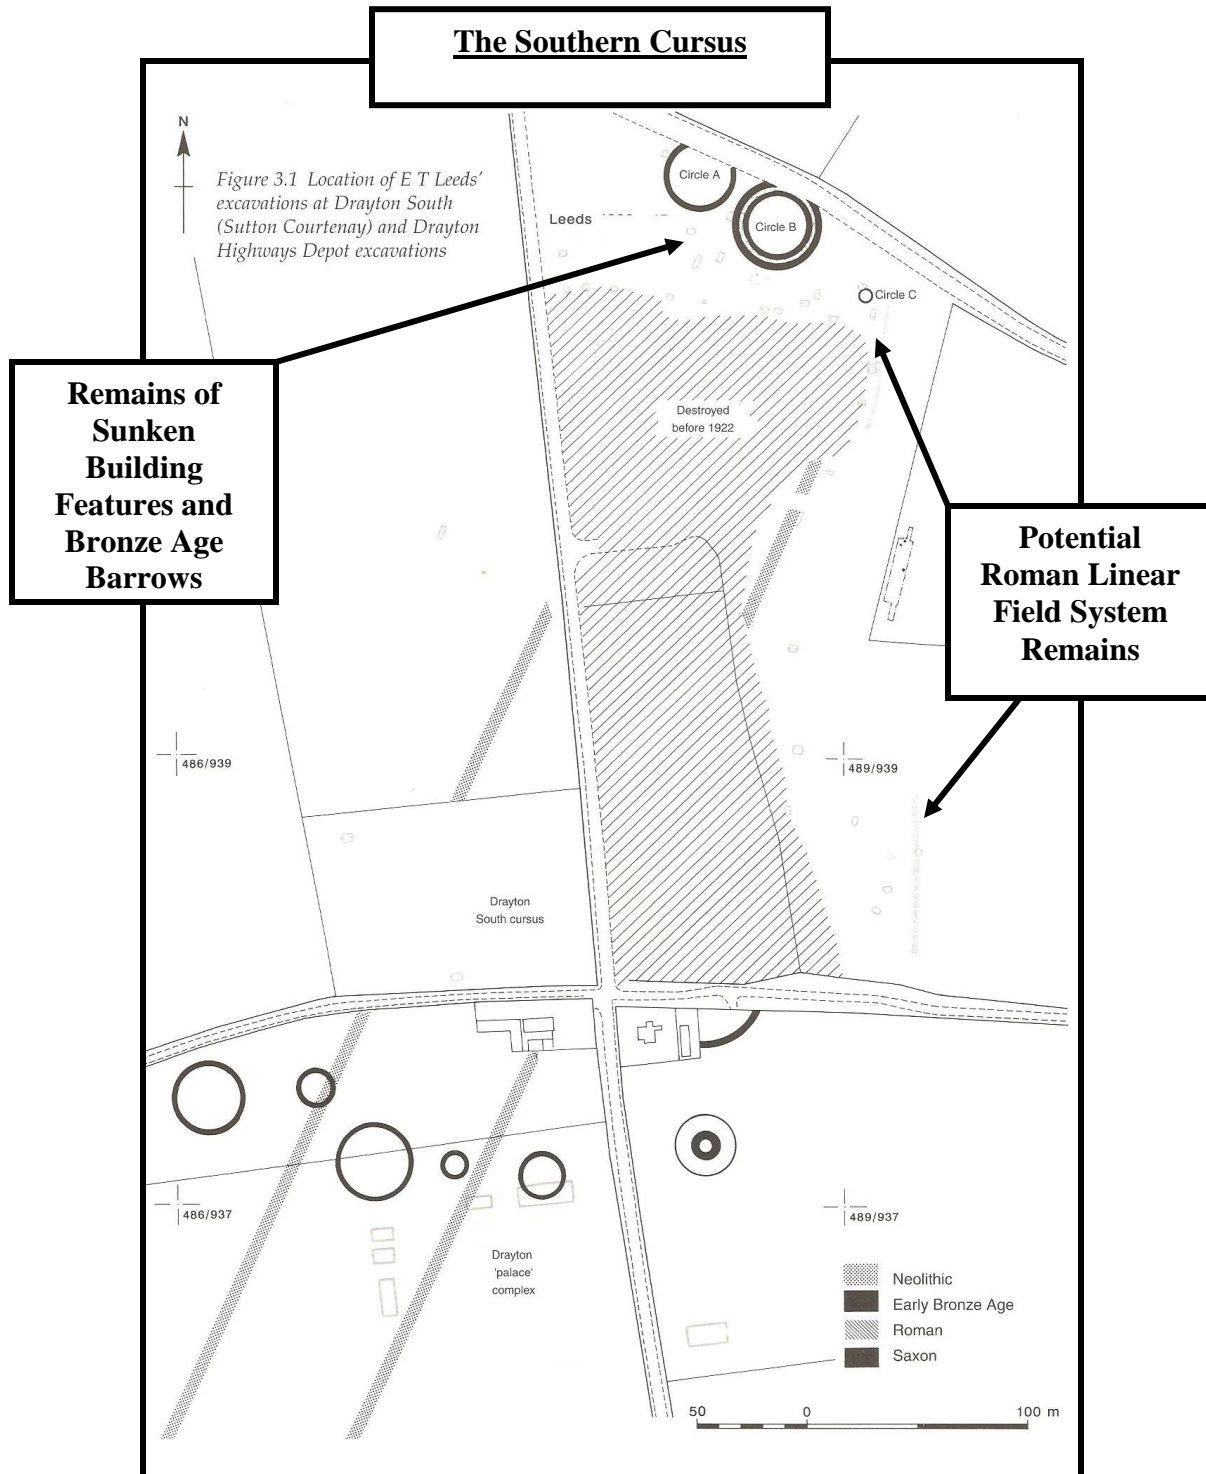 The Southern Cursus
N
Figure 3.1 Location of E T Leeds'
excavations at Drayton South
(Sutton Courtenay) and Drayton
Highways Depot excavations
Circle A
Leeds
Circle B
Circle C
Remains of
Sunken
Building
Features and
Bronze Age
Barrows
Destroyed
before 1922
Potential
Roman Linear
Field System
Remains
486/939
489/939
Drayton
South cursus
486/937
489/937
Drayton
'palace'
complex
Neolithic
Early Bronze Age
Roman
Saxon
50 0 100 m